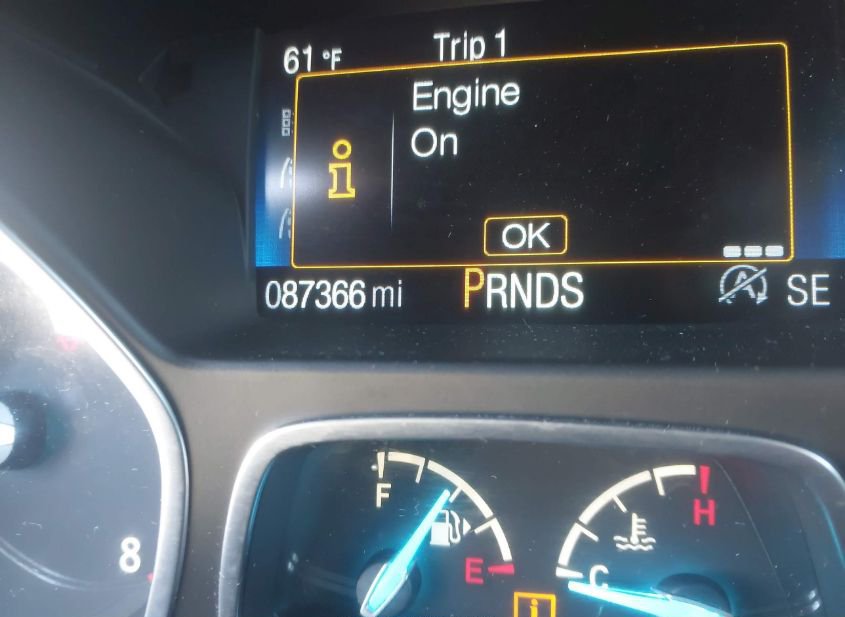 61 °F Trip 1
Engine
On
OK
087366 mi PRNDS SE
F
H
8
E
C